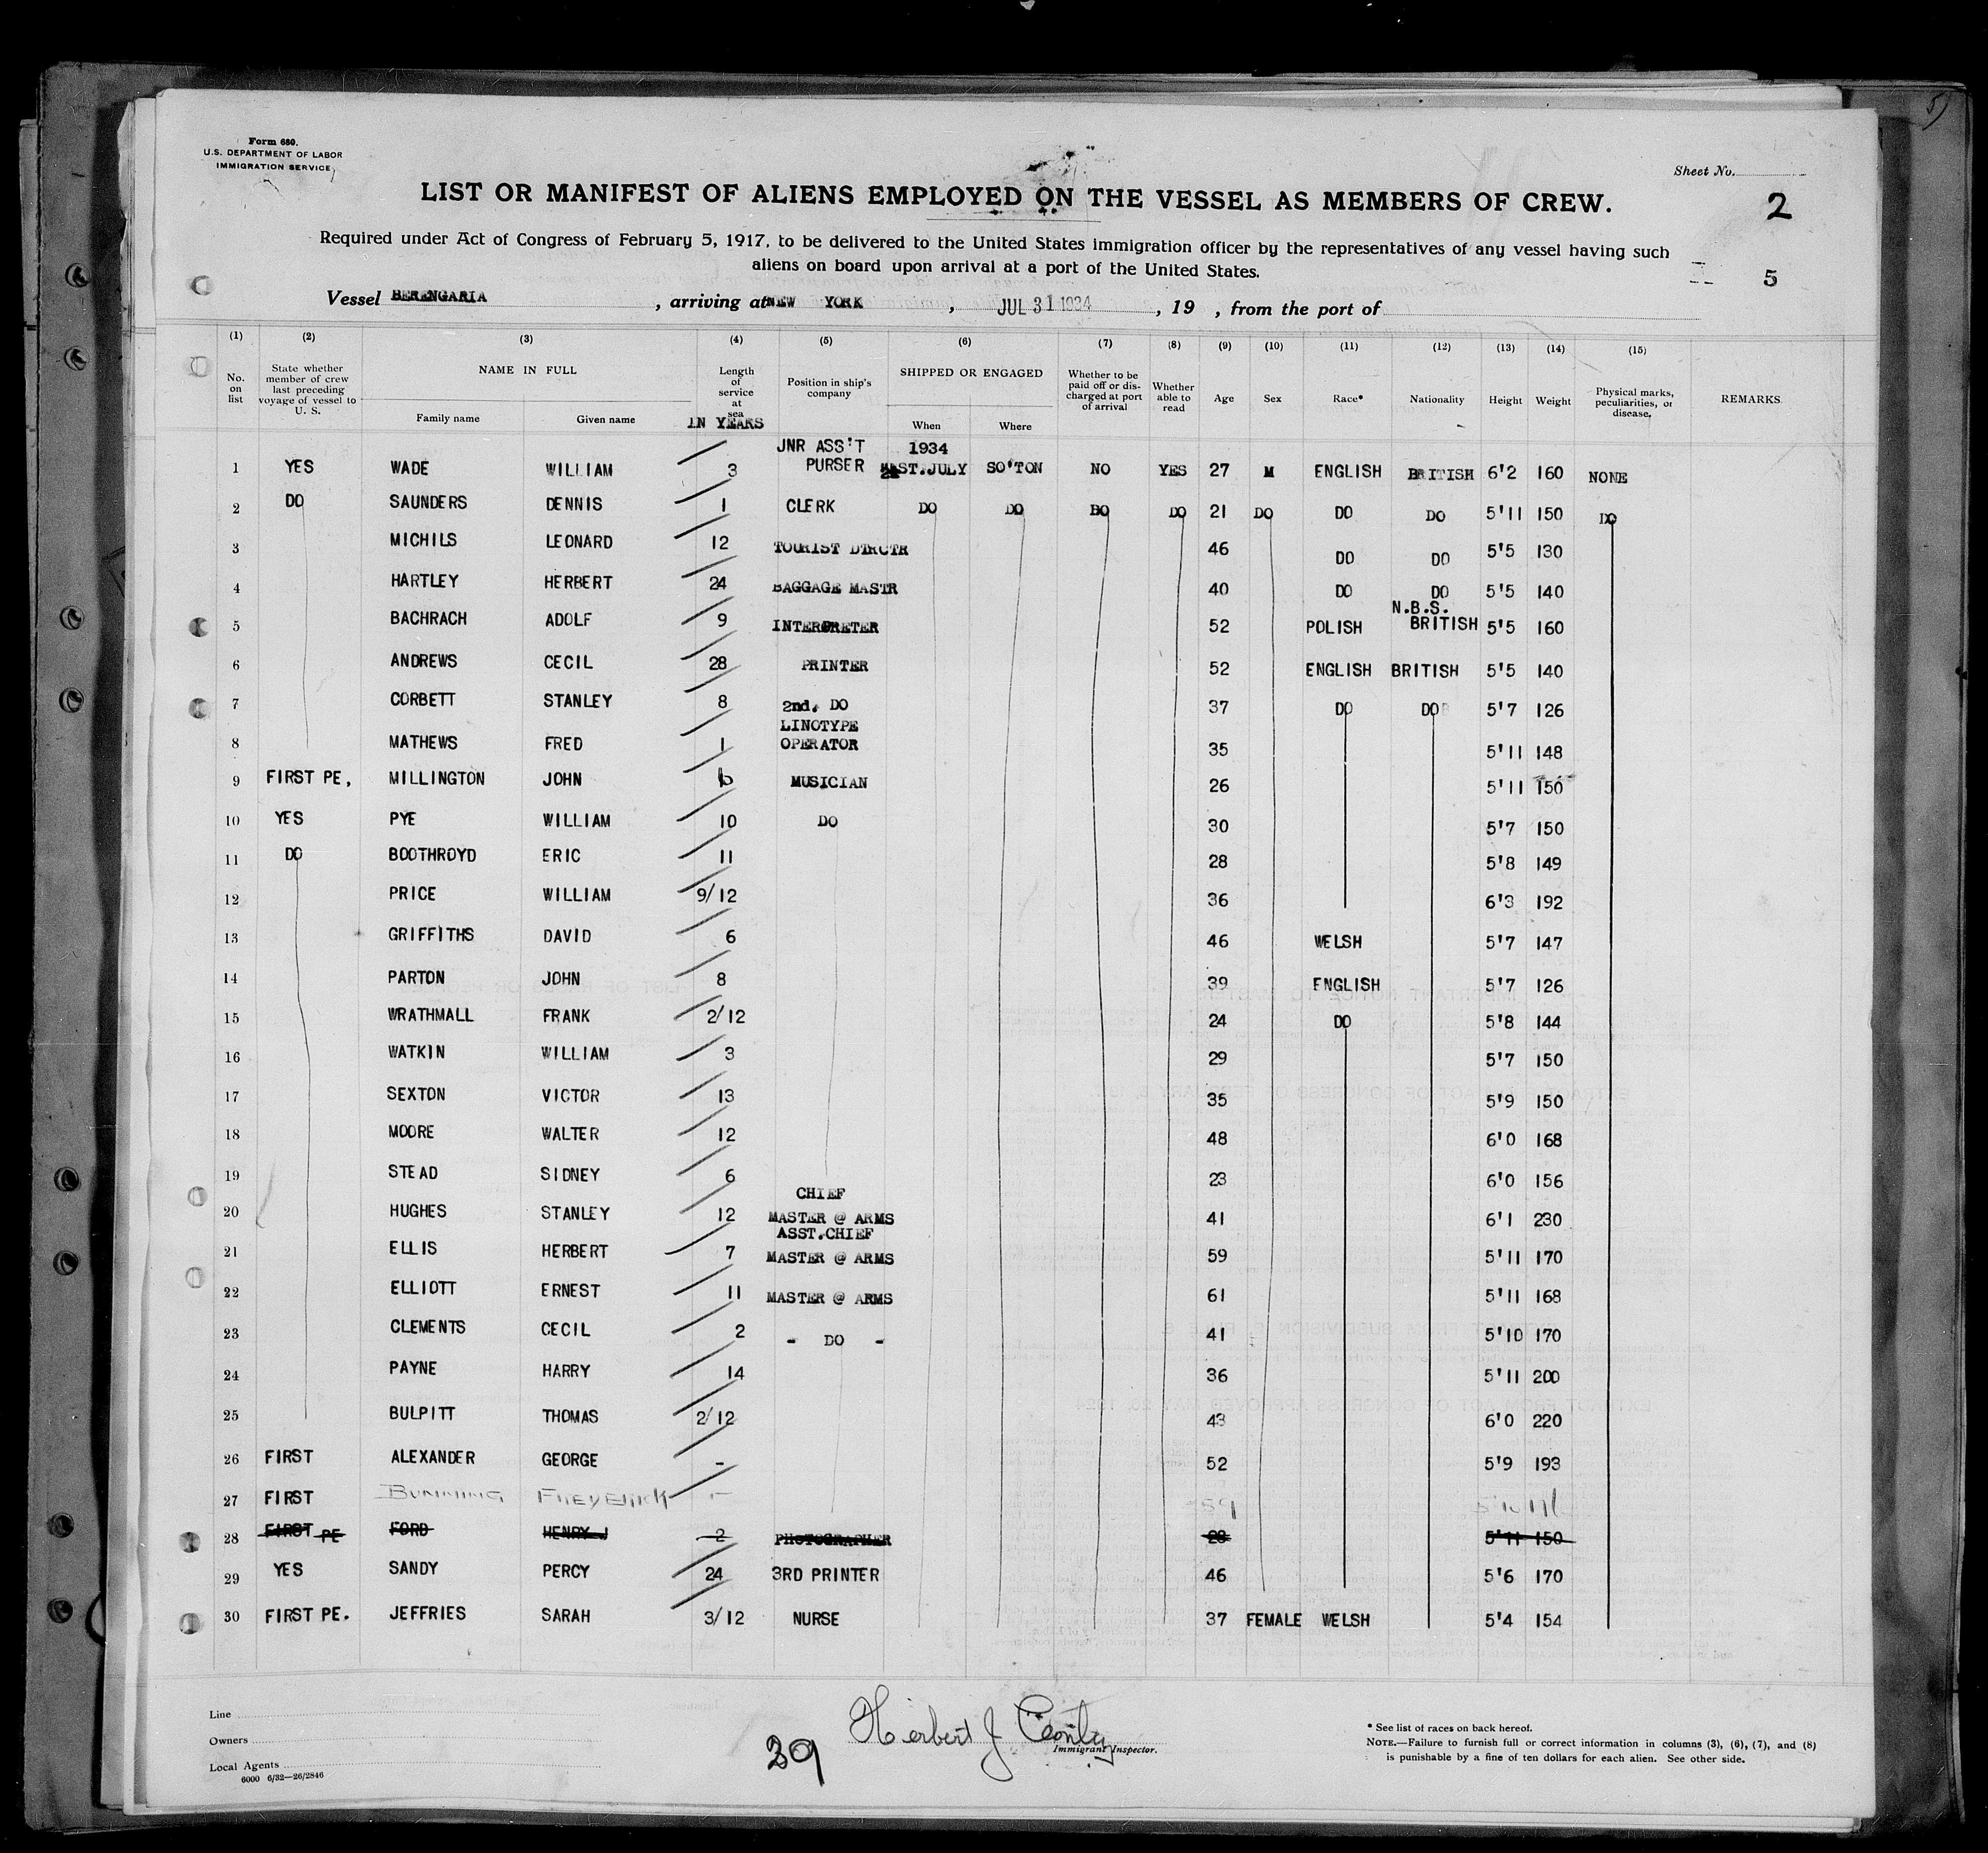 5)
Form 680.
U.S. DEPARTMENT OF LABOR
IMMIGRATION SERVICE
Sheet No.
LIST OR MANIFEST OF ALIENS EMPLOYED ON THE VESSEL AS MEMBERS OF CREW.
2
Required under Act of Congress of February 5, 1917, to be delivered to the United States immigration officer by the representatives of any vessel having such
aliens on board upon arrival at a port of the United States.
5
Vessel BERENGARIA, arriving at NEW YORK, JUL 31 1934, 19 , from the port of
(1) (2) (3) (4) (5) (6) (7) (8) (9) (10) (11) (12) (13) (14) (15)
No. on list State whether member of crew last preceding voyage of vessel to U. S. NAME IN FULL Family name Given name Length of service at sea IN YEARS Position in ship's company SHIPPED OR ENGAGED When Where Whether to be paid off or discharged at port of arrival Whether able to read Age Sex Race* Nationality Height Weight Physical marks, peculiarities, or disease. REMARKS
JNR ASS'T 1934
1 YES WADE WILLIAM 3 PURSER ST.JULY SO'TON NO YES 27 M ENGLISH BRITISH 6'2 160 NONE
2 DO SAUNDERS DENNIS 1 CLERK DO DO DO DO 21 DO DO DO 5'11 150 DO
3 MICHILS LEONARD 12 TOURIST DIRCTR 46 DO DO 5'5 130
4 HARTLEY HERBERT 24 BAGGAGE MASTR 40 DO DO 5'5 140
5 BACHRACH ADOLF 9 INTERPRETER 52 POLISH N.B.S. BRITISH 5'5 160
6 ANDREWS CECIL 28 PRINTER 52 ENGLISH BRITISH 5'5 140
7 CORBETT STANLEY 8 2nd. DO 37 DO DO 5'7 126
8 MATHEWS FRED 1 LINOTYPE OPERATOR 35 5'11 148
9 FIRST PE, MILLINGTON JOHN MUSICIAN 26 5'11 150
10 YES PYE WILLIAM 10 DO 30 5'7 150
11 DO BOOTHROYD ERIC 11 28 5'8 149
12 PRICE WILLIAM 9/12 36 6'3 192
13 GRIFFITHS DAVID 6 46 WELSH 5'7 147
14 PARTON JOHN 8 39 ENGLISH 5'7 126
15 WRATHMALL FRANK 2/12 24 DO 5'8 144
16 WATKIN WILLIAM 3 29 5'7 150
17 SEXTON VICTOR 13 35 5'9 150
18 MOORE WALTER 12 48 6'0 168
19 STEAD SIDNEY 6 23 6'0 156
20 HUGHES STANLEY 12 CHIEF MASTER @ ARMS 41 6'1 230
21 ELLIS HERBERT 7 ASST.CHIEF MASTER @ ARMS 59 5'11 170
22 ELLIOTT ERNEST 11 MASTER @ ARMS 61 5'11 168
23 CLEMENTS CECIL 2 - DO - 41 5'10 170
24 PAYNE HARRY 14 36 5'11 200
25 BULPITT THOMAS 2/12 43 6'0 220
26 FIRST ALEXANDER GEORGE - 52 5'9 193
27 FIRST Frederick - 59 5'10
28 FIRST PE FORD HENRY J 2 PHOTOGRAPHER 28 5'11 150
29 YES SANDY PERCY 24 3RD PRINTER 46 5'6 170
30 FIRST PE. JEFFRIES SARAH 3/12 NURSE 37 FEMALE WELSH 5'4 154
Line
Owners
Local Agents
6000 6/32—26/2846
39
Herbert J
Immigrant Inspector.
* See list of races on back hereof.
NOTE.—Failure to furnish full or correct information in columns (3), (6), (7), and (8)
is punishable by a fine of ten dollars for each alien. See other side.